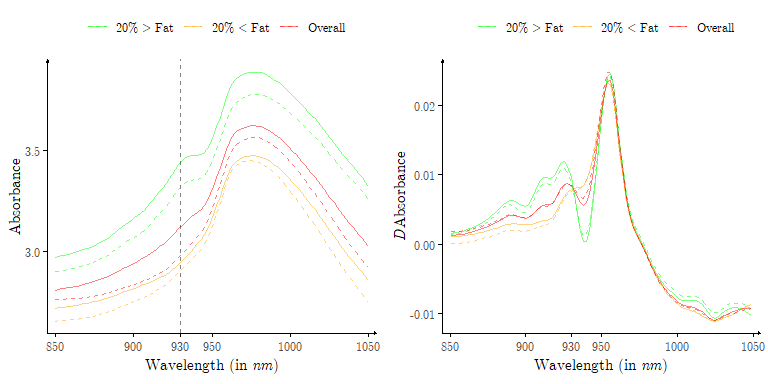 20% > Fat 20% < Fat Overall
3.5
3.0
Absorbance
850 900 930 950 1000 1050
Wavelength (in nm)
20% > Fat 20% < Fat Overall
0.02
0.01
0.00
-0.01
DAbsorbance
850 900 930 950 1000 1050
Wavelength (in nm)